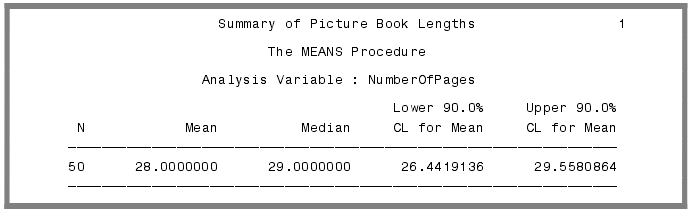 Summary of Picture Book Lengths 1
The MEANS Procedure
Analysis Variable : NumberOfPages
Lower 90.0% Upper 90.0%
N Mean Median CL for Mean CL for Mean
50 28.0000000 29.0000000 26.4419136 29.5580864